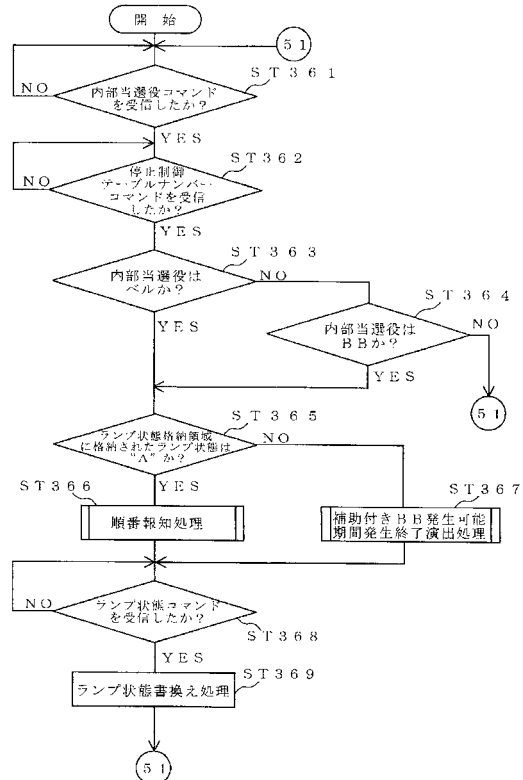 開始
51
ST361
内部当選役コマンド
を受信したか?
NO
YES
ST362
停止制御
テーブルナンバー
コマンドを受信
したか?
NO
YES
ST363
内部当選役は
ベルか?
NO
YES
ST364
内部当選役は
BBか?
NO
YES
51
ST365
ランプ状態格納領域
に格納されたランプ状態は
“A”か?
NO
YES
ST366
順番報知処理
ST367
補助付きBB発生可能
期間発生終了演出処理
ランプ状態コマンド
を受信したか?
NO
ST368
YES
ST369
ランプ状態書換え処理
51